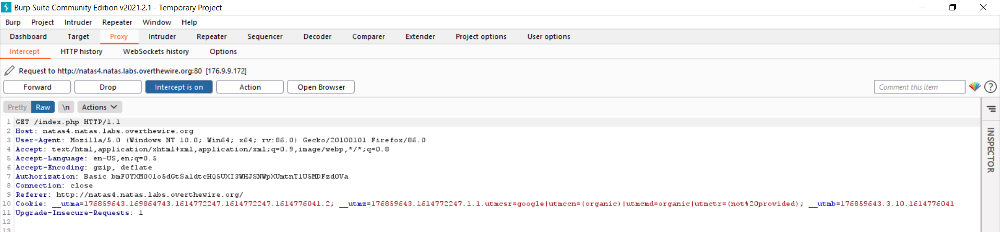 Burp Suite Community Edition v2021.2.1 - Temporary Project
Burp Project Intruder Repeater Window Help
Dashboard Target Proxy Intruder Repeater Sequencer Decoder Comparer Extender Project options User options
Intercept HTTP history WebSockets history Options
Request to http://natas4.natas.labs.overthewire.org:80 [176.9.9.172]
Forward Drop Intercept is on Action Open Browser Comment this item ?
Pretty Raw \n Actions
INSPECTOR
1 GET /index.php HTTP/1.1
2 Host: natas4.natas.labs.overthewire.org
3 User-Agent: Mozilla/5.0 (Windows NT 10.0; Win64; x64; rv:86.0) Gecko/20100101 Firefox/86.0
4 Accept: text/html,application/xhtml+xml,application/xml;q=0.9,image/webp,*/*;q=0.8
5 Accept-Language: en-US,en;q=0.5
6 Accept-Encoding: gzip, deflate
7 Authorization: Basic
8 Connection: close
9 Referer: http://natas4.natas.labs.overthewire.org/
10 Cookie: __utma=176859643.169864743.1614772247.1614772247.1614776041.2; __utmz=176859643.1614772247.1.1.utmcsr=google|utmccn=(organic)|utmcmd=organic|utmctr=(not%20provided); __utmb=176859643.3.10.1614776041
11 Upgrade-Insecure-Requests: 1
12
13